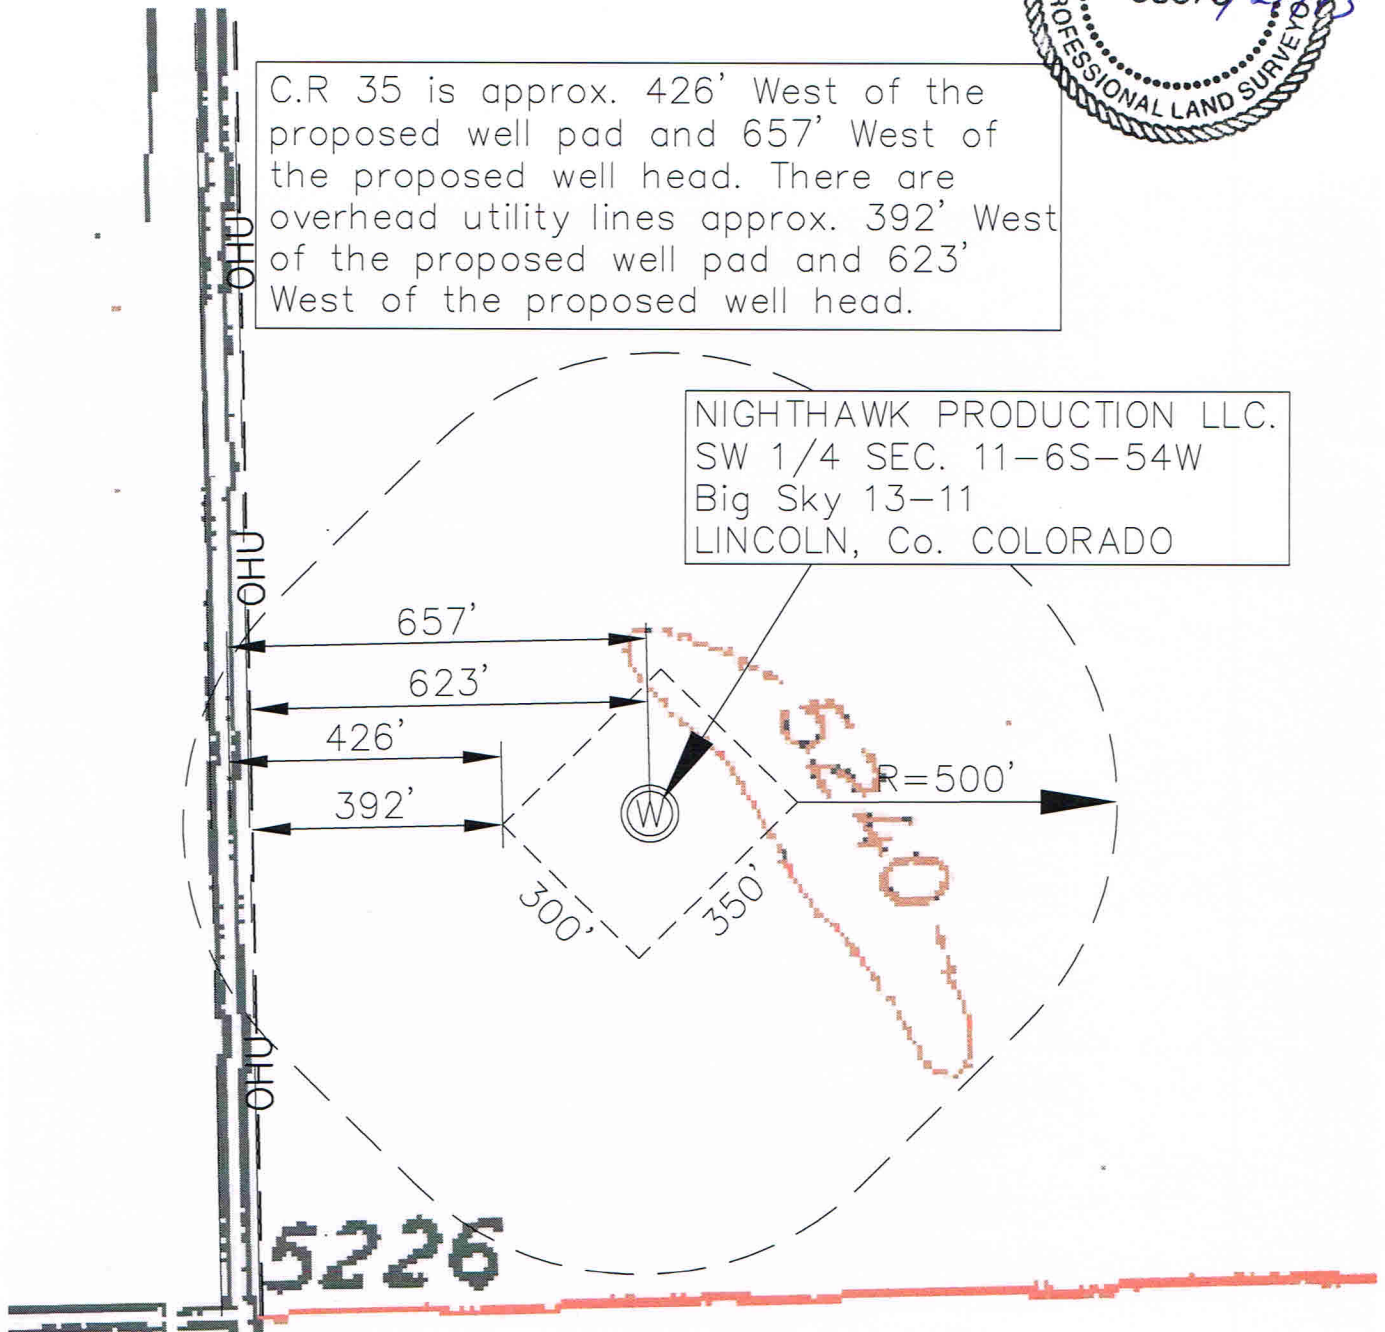 PROFESSIONAL LAND SURVEYOR
C.R 35 is approx. 426' West of the
proposed well pad and 657' West of
the proposed well head. There are
overhead utility lines approx. 392' West
of the proposed well pad and 623'
West of the proposed well head.
OHU
NIGHTHAWK PRODUCTION LLC.
SW 1/4 SEC. 11-6S-54W
Big Sky 13-11
LINCOLN, Co. COLORADO
OHU
657'
623'
426'
392'
R=500'
5240
W
300'
350'
OHU
5226